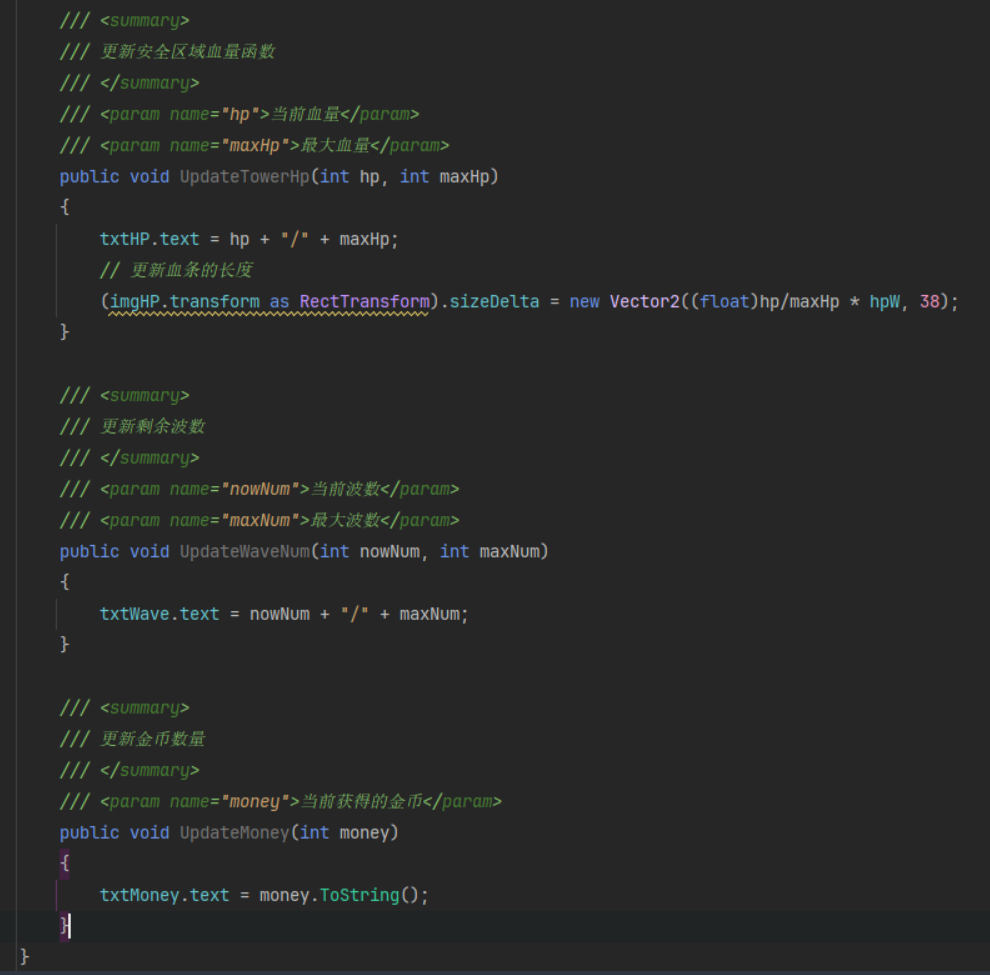 /// <summary>
/// 更新安全区域血量函数
/// </summary>
/// <param name="hp">当前血量</param>
/// <param name="maxHp">最大血量</param>
public void UpdateTowerHp(int hp, int maxHp)
{
txtHP.text = hp + "/" + maxHp;
// 更新血条的长度
(imgHP.transform as RectTransform).sizeDelta = new Vector2((float)hp/maxHp * hpW, 38);
}
/// <summary>
/// 更新剩余波数
/// </summary>
/// <param name="nowNum">当前波数</param>
/// <param name="maxNum">最大波数</param>
public void UpdateWaveNum(int nowNum, int maxNum)
{
txtWave.text = nowNum + "/" + maxNum;
}
/// <summary>
/// 更新金币数量
/// </summary>
/// <param name="money">当前获得的金币</param>
public void UpdateMoney(int money)
{
txtMoney.text = money.ToString();
}
}